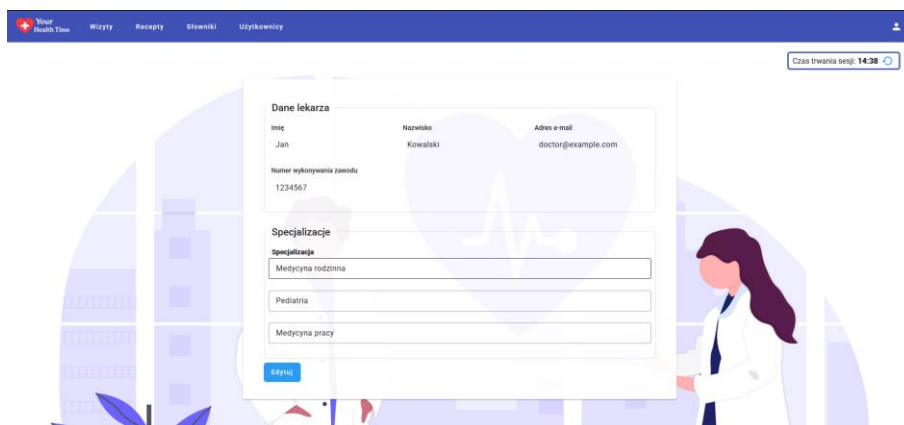 Your
Health Time
Wizyty Recepty Słowniki Użytkownicy
Czas trwania sesji: 14:38
Dane lekarza
Imię Nazwisko Adres e-mail
Jan Kowalski doctor@example.com
Numer wykonywania zawodu
1234567
Specjalizacje
Specjalizacja
Medycyna rodzinna
Pediatria
Medycyna pracy
Edytuj